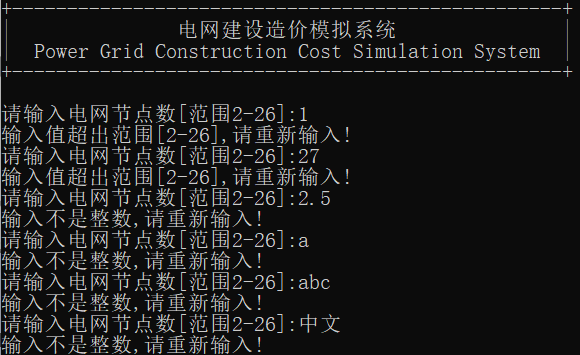 电网建设造价模拟系统
Power Grid Construction Cost Simulation System
请输入电网节点数[范围2-26]:1
输入值超出范围[2-26],请重新输入!
请输入电网节点数[范围2-26]:27
输入值超出范围[2-26],请重新输入!
请输入电网节点数[范围2-26]:2.5
输入不是整数,请重新输入!
请输入电网节点数[范围2-26]:a
输入不是整数,请重新输入!
请输入电网节点数[范围2-26]:abc
输入不是整数,请重新输入!
请输入电网节点数[范围2-26]:中文
输入不是整数,请重新输入!